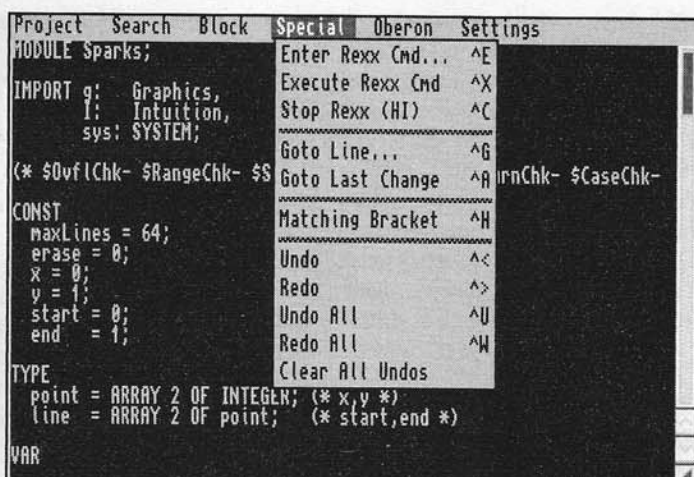 Project Search Block Special Oberon Settings
MODULE Sparks;
IMPORT g: Graphics,
I: Intuition,
sys: SYSTEM;
(* $OvflChk- $RangeChk- $S
rnChk- $CaseChk-
CONST
maxLines = 64;
erase = 0;
x = 0;
y = 1;
start = 0;
end = 1;
TYPE
point = ARRAY 2 OF INTEGER; (* x,y *)
line = ARRAY 2 OF point; (* start,end *)
VAR
Enter Rexx Cmd... ^E
Execute Rexx Cmd ^X
Stop Rexx (HI) ^C
Goto Line... ^G
Goto Last Change ^A
Matching Bracket ^H
Undo ^<
Redo ^>
Undo All ^U
Redo All ^W
Clear All Undos